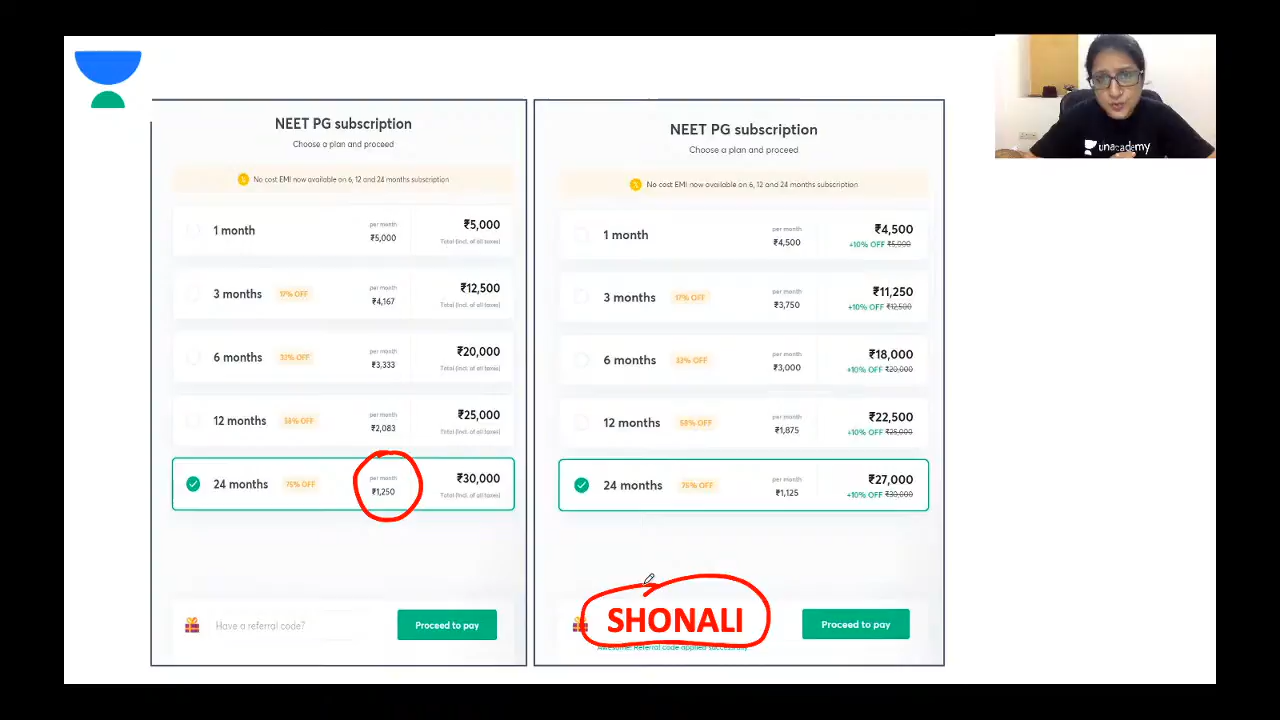 NEET PG subscription
Choose a plan and proceed
No cost EMI now available on 6, 12 and 24 months subscription
1 month
per month
₹5,000
₹5,000
Total (Incl. of all taxes)
3 months
17% OFF
per month
₹4,167
₹12,500
Total (Incl. of all taxes)
6 months
33% OFF
per month
₹3,333
₹20,000
Total (Incl. of all taxes)
12 months
58% OFF
per month
₹2,083
₹25,000
Total (Incl. of all taxes)
24 months
75% OFF
per month
₹1,250
₹30,000
Total (Incl. of all taxes)
Have a referral code?
Proceed to pay
NEET PG subscription
Choose a plan and proceed
No cost EMI now available on 6, 12 and 24 months subscription
1 month
per month
₹4,500
₹4,500
+10% OFF ₹5,000
3 months
17% OFF
per month
₹3,750
₹11,250
+10% OFF ₹12,500
6 months
33% OFF
per month
₹3,000
₹18,000
+10% OFF ₹20,000
12 months
58% OFF
per month
₹1,875
₹22,500
+10% OFF ₹25,000
24 months
75% OFF
per month
₹1,125
₹27,000
+10% OFF ₹30,000
SHONALI
Awesome! Referral code applied successfully
Proceed to pay
unacademy